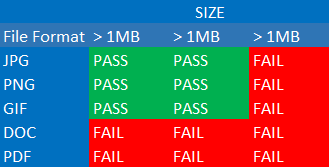 SIZE
File Format > 1MB > 1MB > 1MB
JPG PASS PASS FAIL
PNG PASS PASS FAIL
GIF PASS PASS FAIL
DOC FAIL FAIL FAIL
PDF FAIL FAIL FAIL